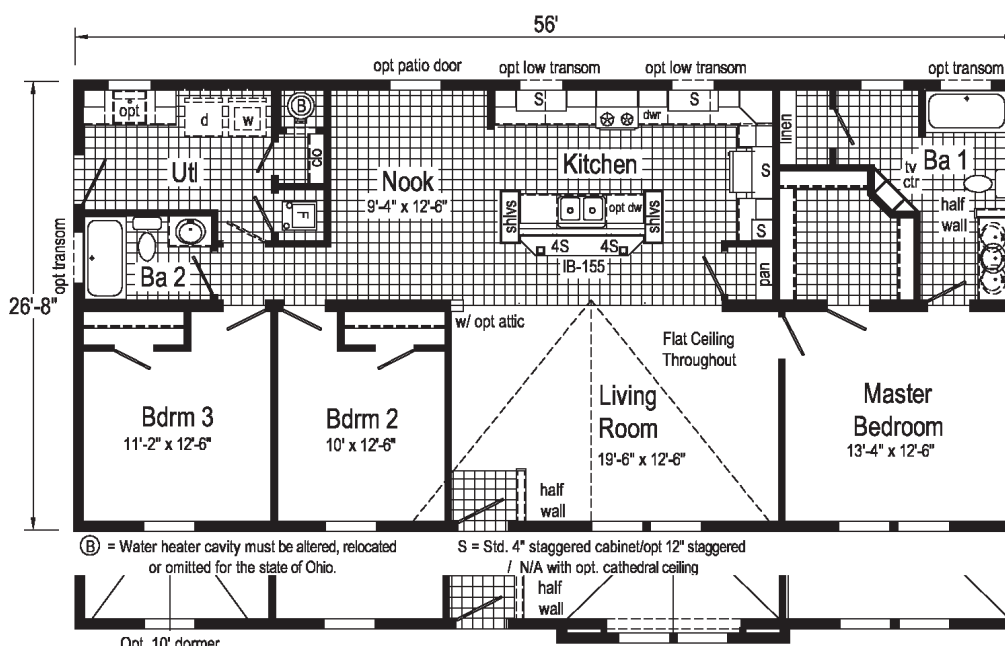 56'
opt patio door
opt low transom
opt low transom
opt transom
opt
d
w
B
S
dwr
S
linen
Utl
clo
Nook
9'-4" x 12'-6"
Kitchen
S
tv
ctr
Ba 1
F
shlvs
opt dw
shlvs
S
half
wall
opt transom
Ba 2
4S
4S
IB-155
pan
26'-8"
w/ opt attic
Flat Ceiling
Throughout
Bdrm 3
11'-2" x 12'-6"
Bdrm 2
10' x 12'-6"
Living
Room
19'-6" x 12'-6"
Master
Bedroom
13'-4" x 12'-6"
half
wall
B = Water heater cavity must be altered, relocated
or omitted for the state of Ohio.
S = Std. 4" staggered cabinet/opt 12" staggered
/ N/A with opt. cathedral ceiling
half
wall
Opt. 10' dormer